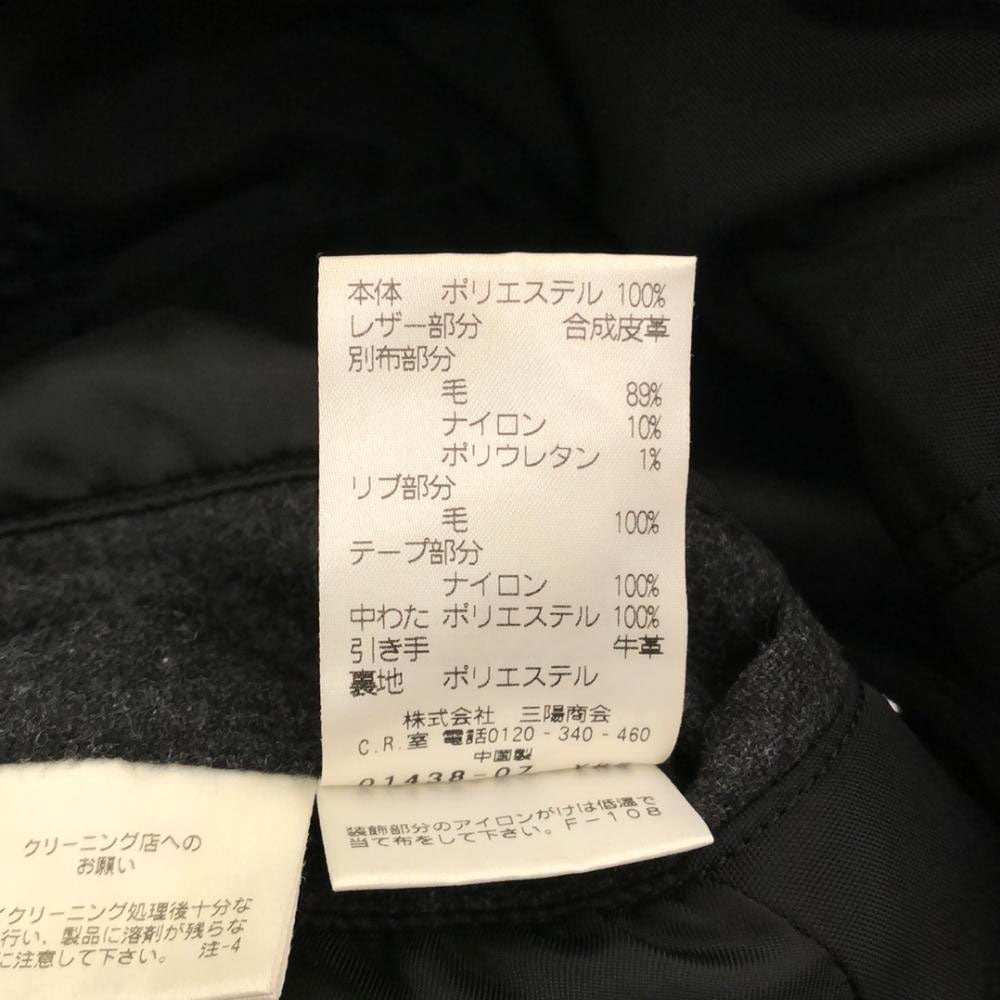 本体 ポリエステル 100%
レザー部分 合成皮革
別布部分
毛 89%
ナイロン 10%
ポリウレタン 1%
リブ部分
毛 100%
テープ部分
ナイロン 100%
中わた ポリエステル 100%
引き手 牛革
裏地 ポリエステル
株式会社 三陽商会
C.R.室 電話0120-340-460
中国製
01438-07
装飾部分のアイロンがけは低温で
当て布をして下さい。F-108
クリーニング店への
お願い
クリーニング処理後十分な
行い、製品に溶剤が残らな
に注意して下さい。 注-4